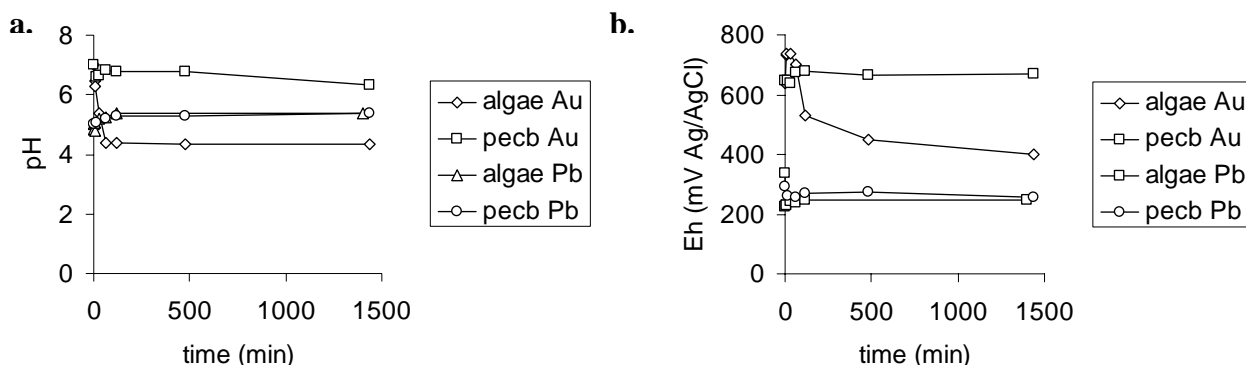 a.
8
6
4
2
0
pH
0 500 1000 1500
time (min)
algae Au
pecb Au
algae Pb
pecb Pb
b.
800
600
400
200
0
Eh (mV Ag/AgCl)
0 500 1000 1500
time (min)
algae Au
pecb Au
algae Pb
pecb Pb